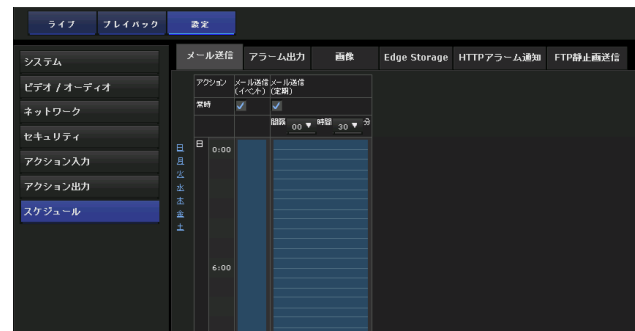 ライブ プレイバック 設定
メール送信 アラーム出力 画像 Edge Storage HTTPアラーム通知 FTP静止画送信
システム
ビデオ / オーディオ
ネットワーク
セキュリティ
アクション入力
アクション出力
スケジュール
アクション メール送信 メール送信
(イベント) (定期)
常時
間隔 00 ▼ 時間 30 ▼ 分
日
月
火
水
木
金
土
日 0:00
6:00